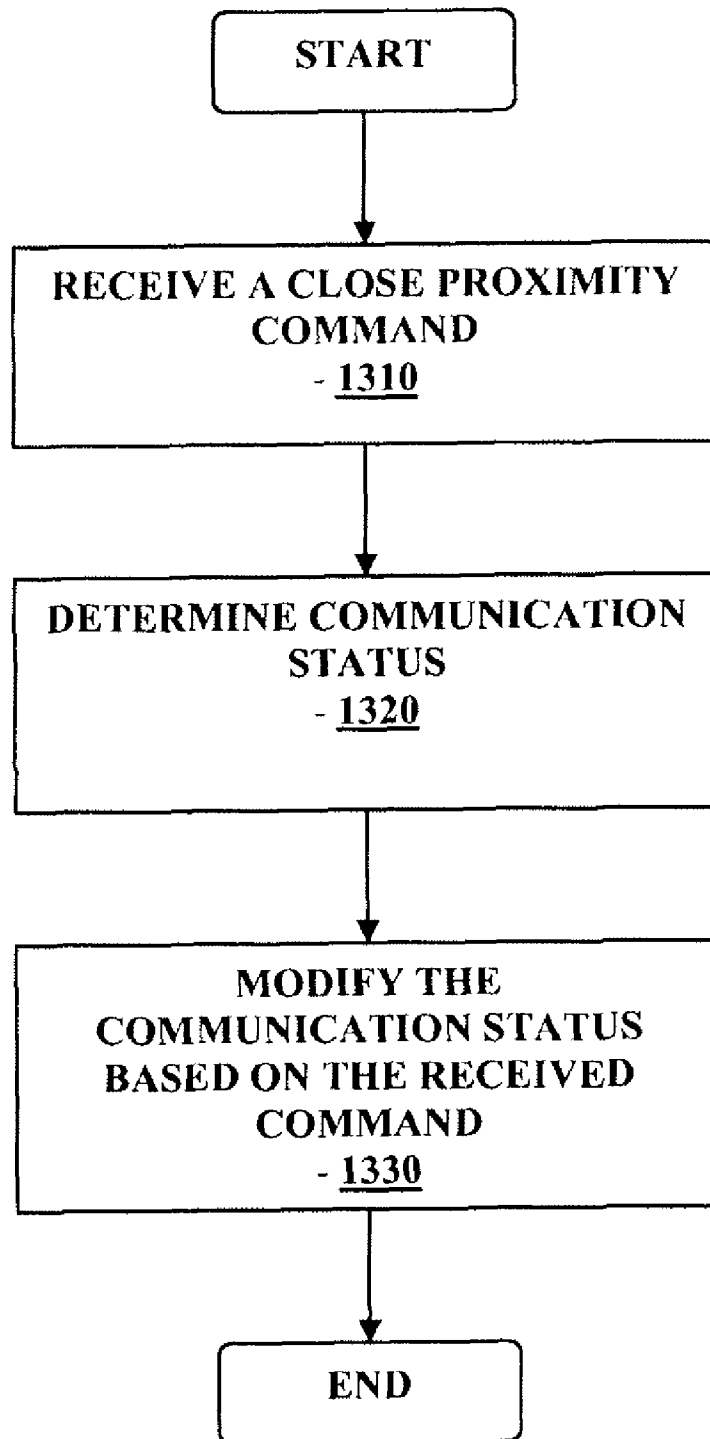 START
RECEIVE A CLOSE PROXIMITY
COMMAND
- 1310
DETERMINE COMMUNICATION
STATUS
- 1320
MODIFY THE
COMMUNICATION STATUS
BASED ON THE RECEIVED
COMMAND
- 1330
END